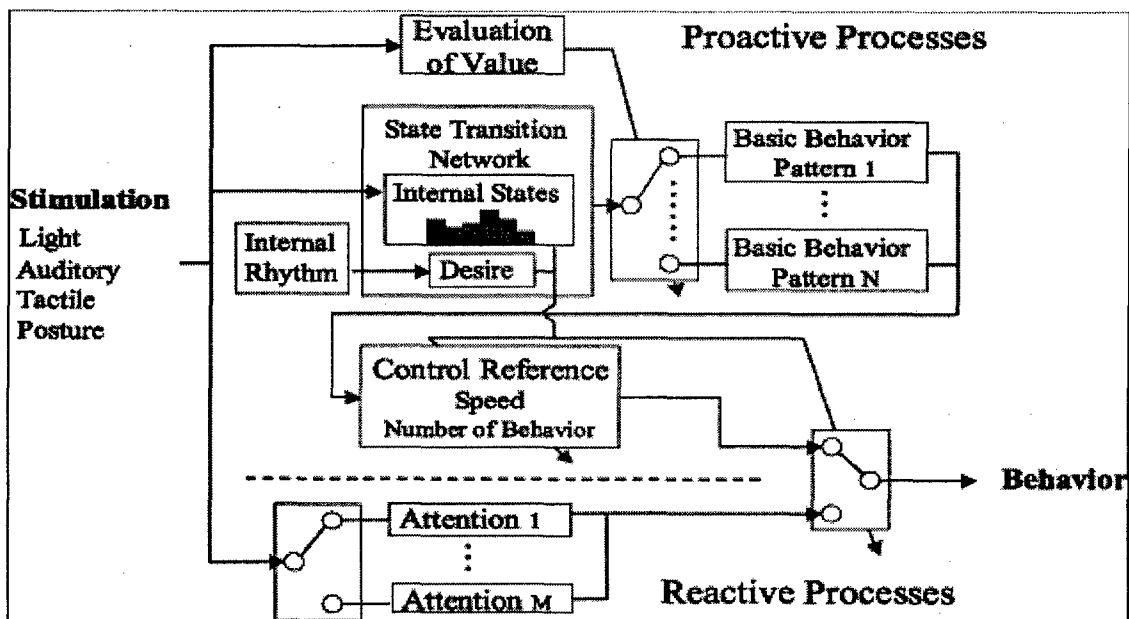 Evaluation
of Value
Proactive Processes
State Transition
Network
Internal States
Basic Behavior
Pattern 1
Stimulation
Light
Auditory
Tactile
Posture
Internal
Rhythm
Desire
Basic Behavior
Pattern N
Control Reference
Speed
Number of Behavior
Behavior
Attention 1
Attention M
Reactive Processes